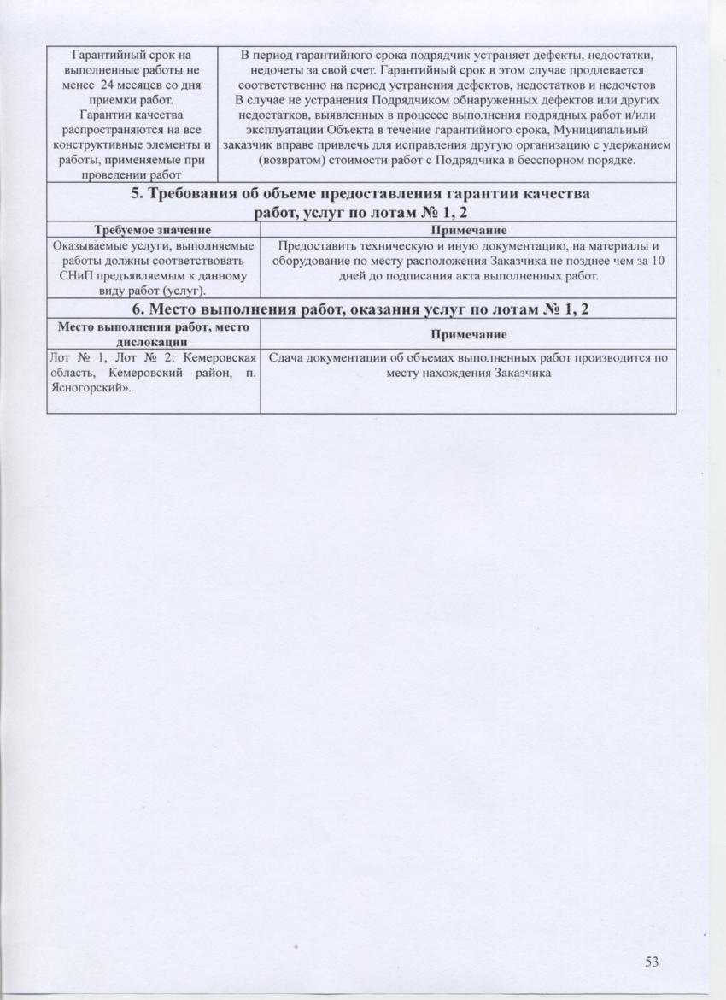 Гарантийный срок на
выполненные работы не
менее 24 месяцев со дня
приемки работ.
Гарантии качества
распространяются на все
конструктивные элементы и
работы, применяемые при
проведении работ
В период гарантийного срока подрядчик устраняет дефекты, недостатки,
недочеты за свой счет. Гарантийный срок в этом случае продлевается
соответственно на период устранения дефектов, недостатков и недочетов
В случае не устранения Подрядчиком обнаруженных дефектов или других
недостатков, выявленных в процессе выполнения подрядных работ и/или
эксплуатации Объекта в течение гарантийного срока, Муниципальный
заказчик вправе привлечь для исправления другую организацию с удержанием
(возвратом) стоимости работ с Подрядчика в бесспорном порядке.
5. Требования об объеме предоставления гарантии качества
работ, услуг по лотам № 1, 2
Требуемое значение
Примечание
Оказываемые услуги, выполняемые
работы должны соответствовать
СНиП предъявляемым к данному
виду работ (услуг).
Предоставить техническую и иную документацию, на материалы и
оборудование по месту расположения Заказчика не позднее чем за 10
дней до подписания акта выполненных работ.
6. Место выполнения работ, оказания услуг по лотам № 1, 2
Место выполнения работ, место
дислокации
Примечание
Лот № 1, Лот № 2: Кемеровская
область, Кемеровский район, п.
Ясногорский».
Сдача документации об объемах выполненных работ производится по
месту нахождения Заказчика
53